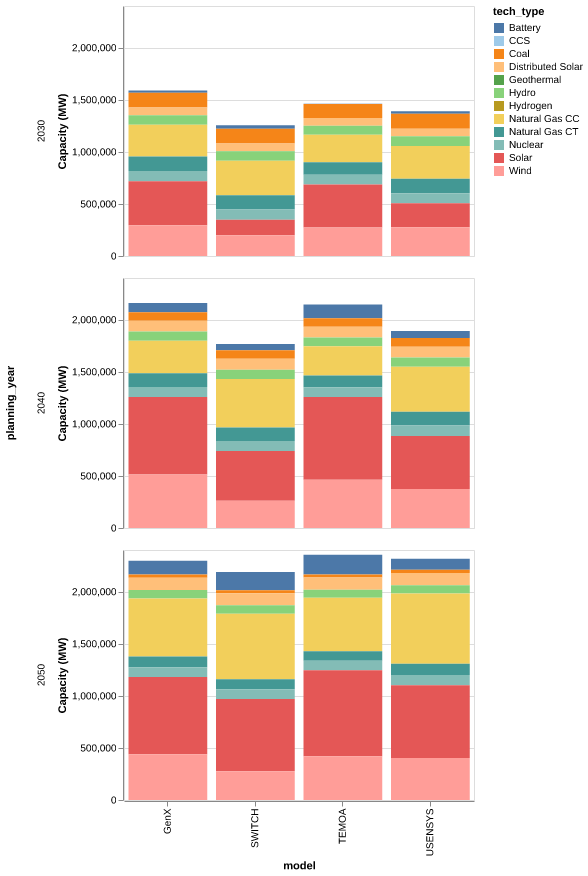 tech_type
Battery
CCS
Coal
Distributed Solar
Geothermal
Hydro
Hydrogen
Natural Gas CC
Natural Gas CT
Nuclear
Solar
Wind
planning_year
2030
Capacity (MW)
2,000,000
1,500,000
1,000,000
500,000
0
2040
Capacity (MW)
2,000,000
1,500,000
1,000,000
500,000
0
2050
Capacity (MW)
2,000,000
1,500,000
1,000,000
500,000
0
GenX
SWITCH
TEMOA
USENSYS
model